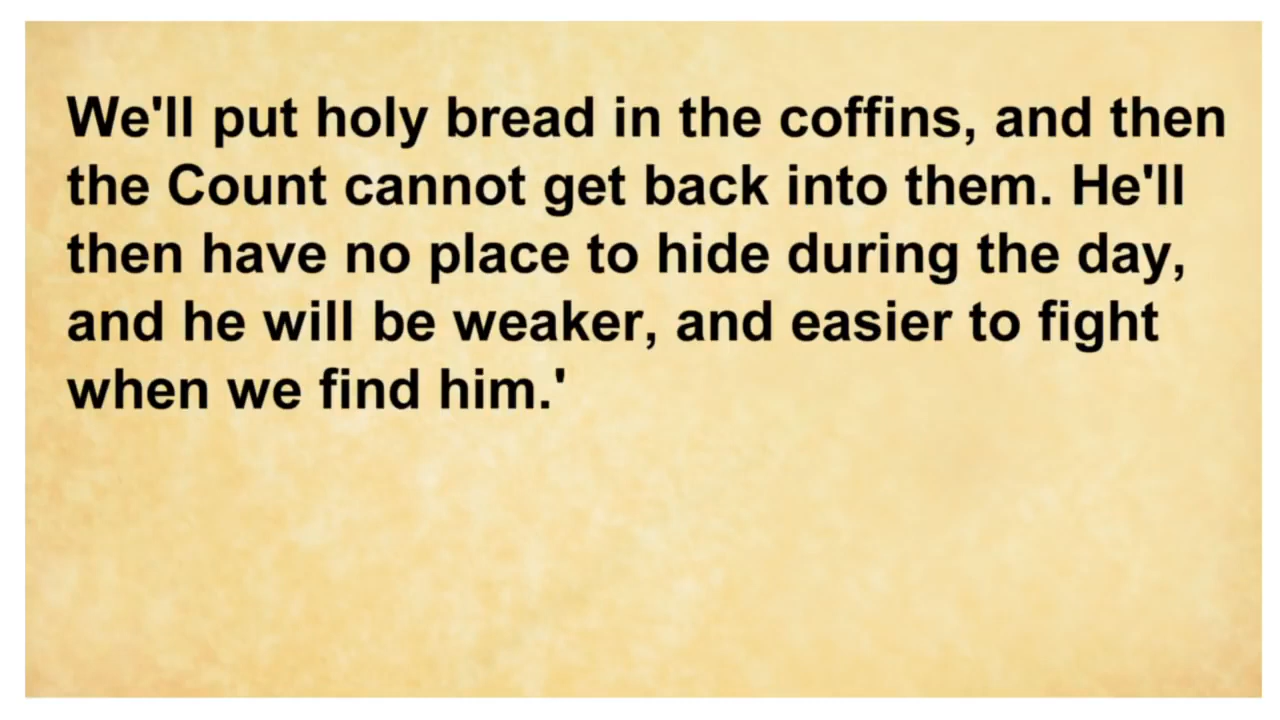 We'll put holy bread in the coffins, and then
the Count cannot get back into them. He'll
then have no place to hide during the day,
and he will be weaker, and easier to fight
when we find him.'